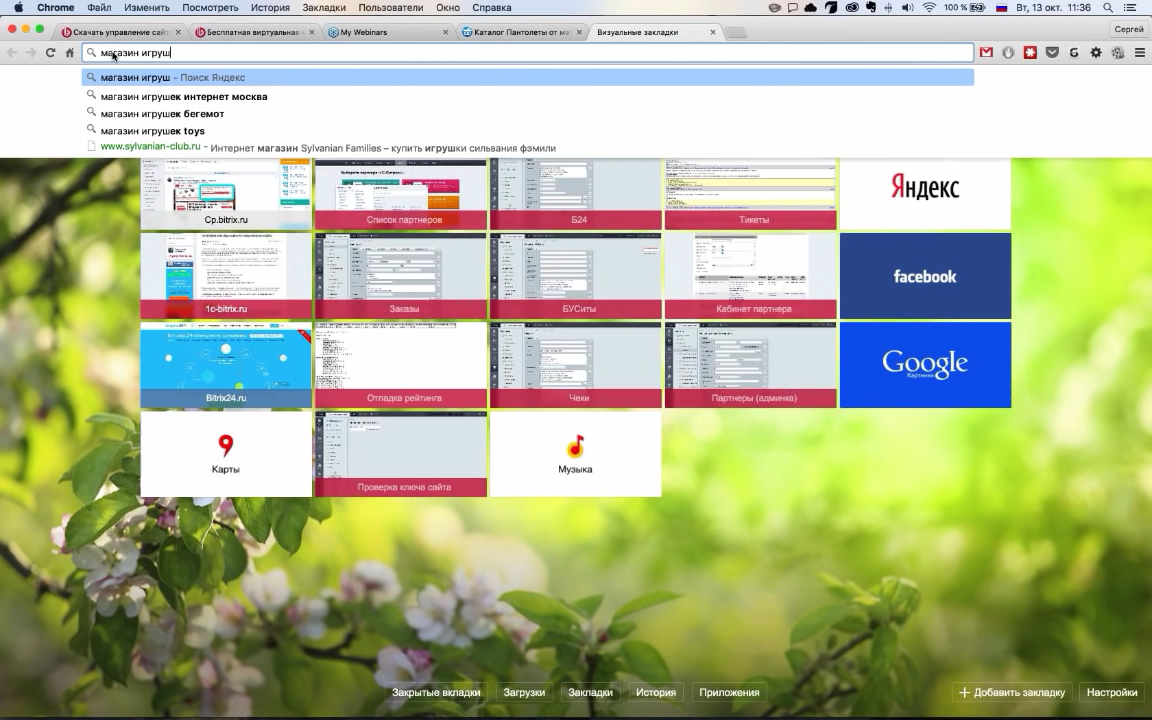 Chrome Файл Изменить Посмотреть История Закладки Пользователи Окно Справка 100 % Вт, 13 окт. 11:36
Скачать управление сайт Бесплатная виртуальная My Webinars Каталог Пантолеты от ма Визуальные закладки Сергей
магазин игруш
магазин игруш - Поиск Яндекс
магазин игрушек интернет москва
магазин игрушек бегемот
магазин игрушек toys
www.sylvanian-club.ru - Интернет магазин Sylvanian Families – купить игрушки сильвания фэмили
Cp.bitrix.ru Список партнеров Б24 Тикеты Яндекс
1c-bitrix.ru Заказы БУСиты Кабинет партнера facebook
Bitrix24.ru Отладка рейтинга Чеки Партнеры (админка) Google Картинки
Карты Проверка ключа сайта Музыка
Закрытые вкладки Загрузки Закладки История Приложения + Добавить закладку Настройки